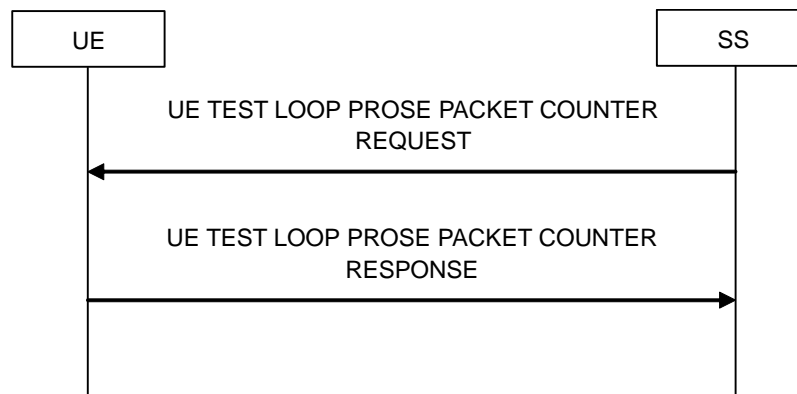 UE
SS
UE TEST LOOP PROSE PACKET COUNTER
REQUEST
UE TEST LOOP PROSE PACKET COUNTER
RESPONSE